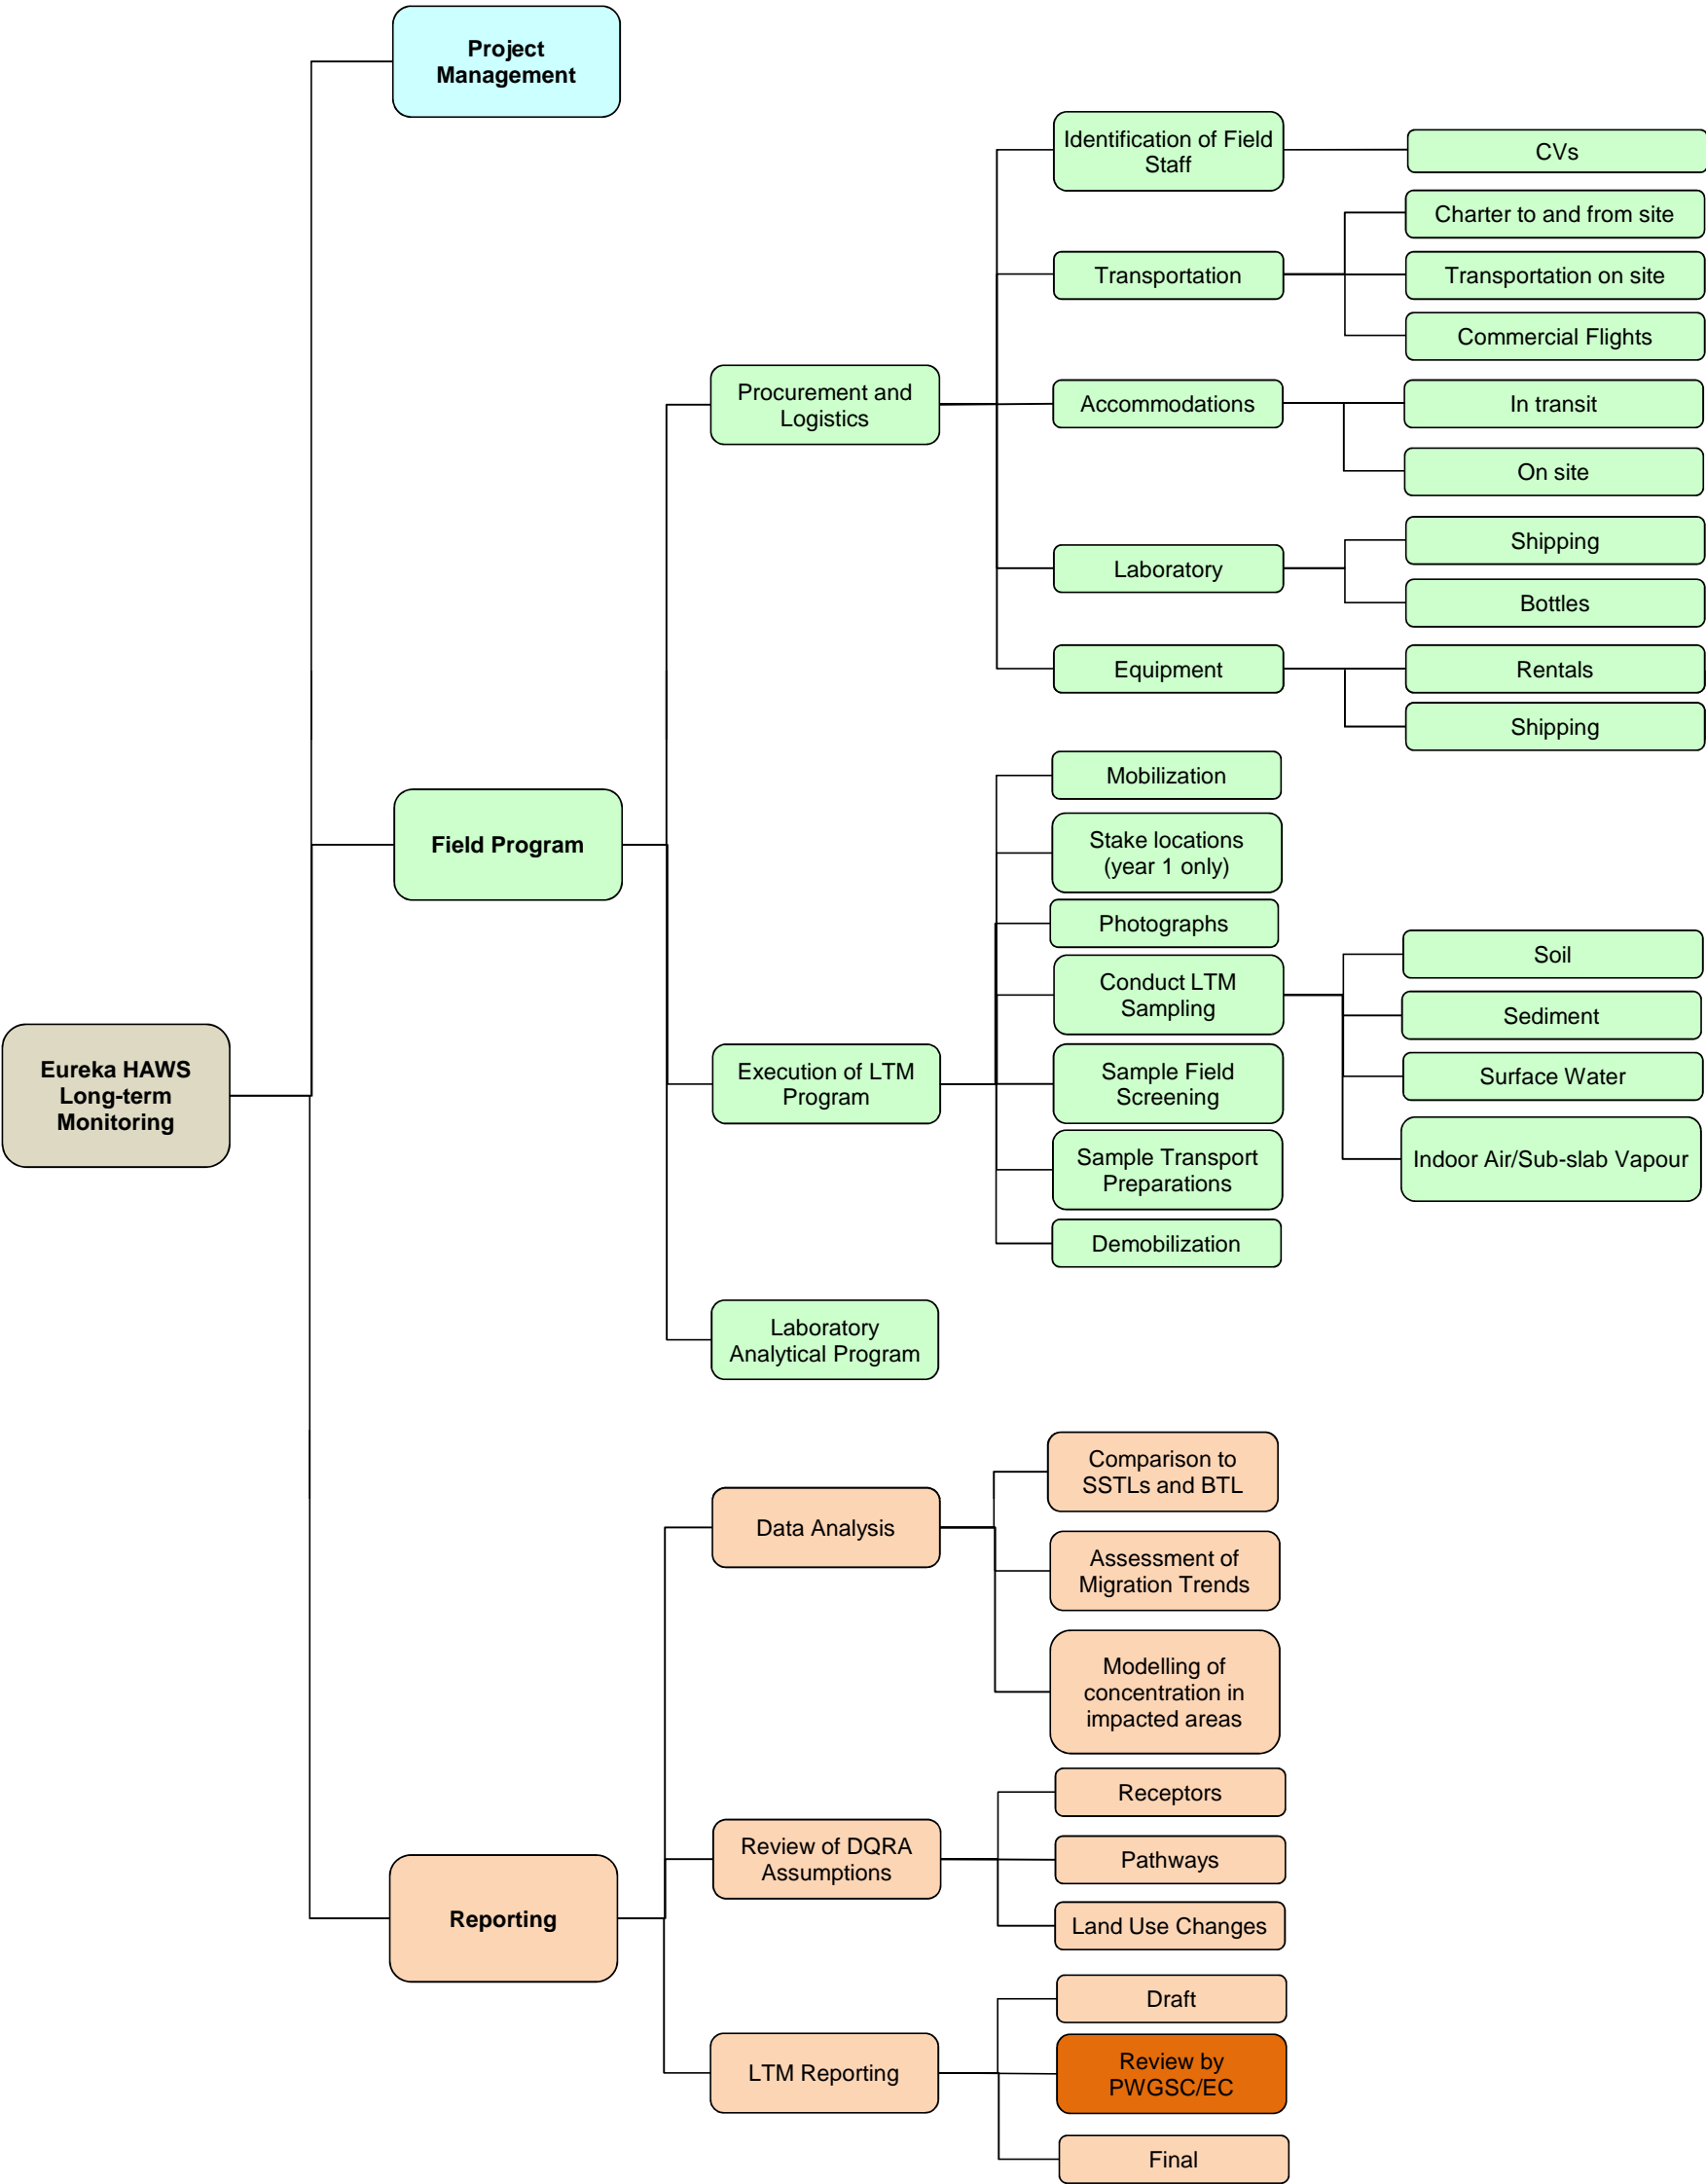 Project
Management
Identification of Field
Staff
CVs
Charter to and from site
Transportation
Transportation on site
Commercial Flights
Procurement and
Logistics
Accommodations
In transit
On site
Shipping
Laboratory
Bottles
Equipment
Rentals
Shipping
Mobilization
Field Program
Stake locations
(year 1 only)
Photographs
Conduct LTM
Sampling
Soil
Sediment
Surface Water
Indoor Air/Sub-slab Vapour
Eureka HAWS
Long-term
Monitoring
Execution of LTM
Program
Sample Field
Screening
Sample Transport
Preparations
Demobilization
Laboratory
Analytical Program
Comparison to
SSTLs and BTL
Data Analysis
Assessment of
Migration Trends
Modelling of
concentration in
impacted areas
Receptors
Review of DQRA
Assumptions
Pathways
Reporting
Land Use Changes
Draft
LTM Reporting
Review by
PWGSC/EC
Final